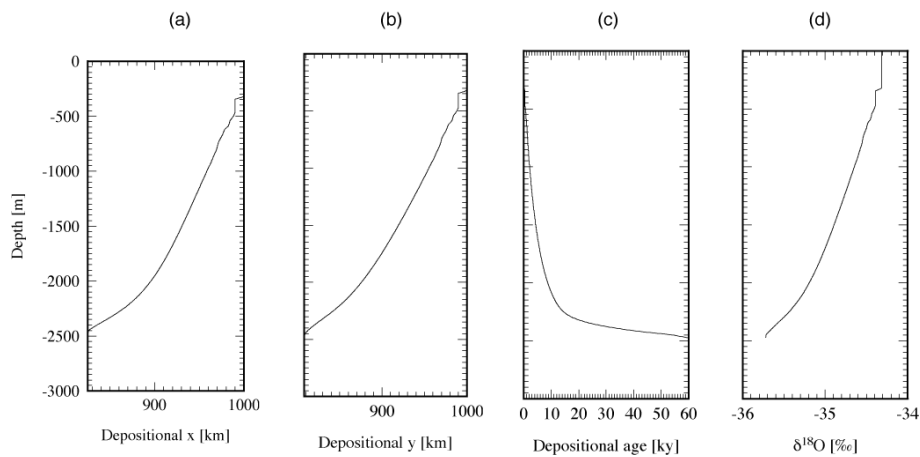 (a) (b) (c) (d)
0
-500
-1000
-1500
-2000
-2500
-3000
Depth [m]
900 1000 900 1000 0 10 20 30 40 50 60 -36 -35 -34
Depositional x [km] Depositional y [km] Depositional age [ky] δ¹⁸O [‰]